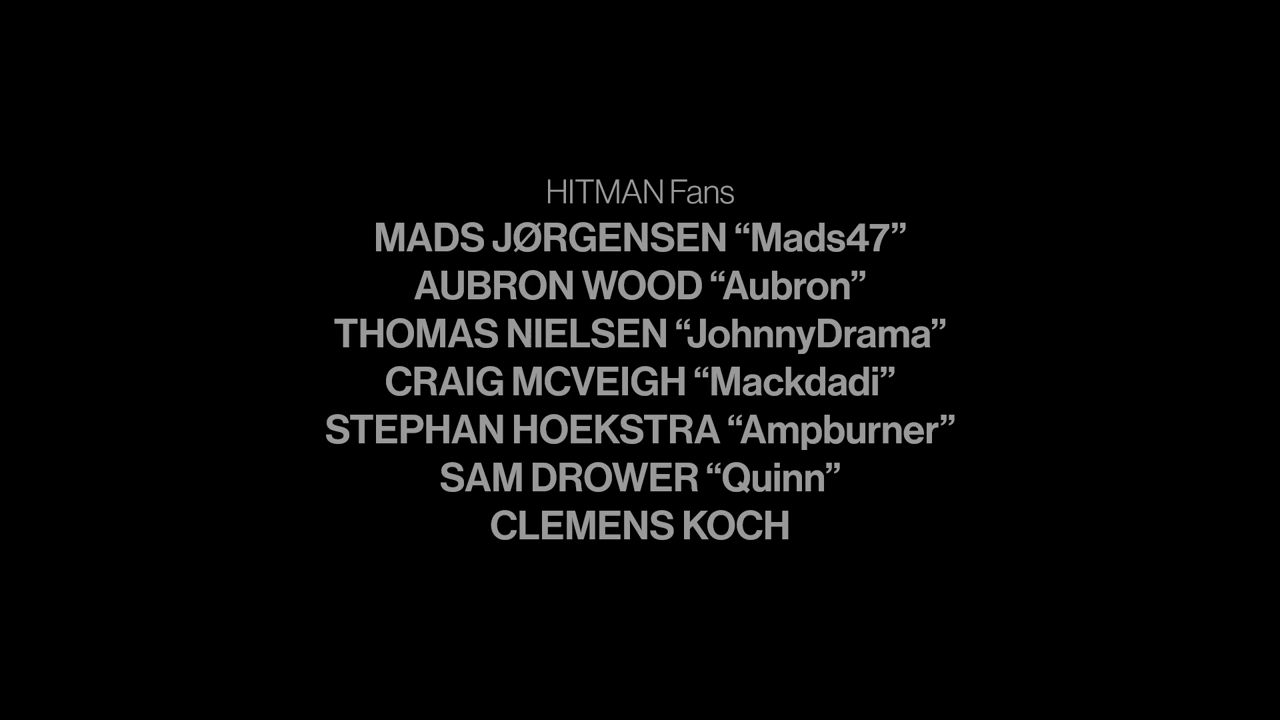 HITMAN Fans
MADS JØRGENSEN “Mads47”
AUBRON WOOD “Aubron”
THOMAS NIELSEN “JohnnyDrama”
CRAIG MCVEIGH “Mackdadi”
STEPHAN HOEKSTRA “Ampburner”
SAM DROWER “Quinn”
CLEMENS KOCH